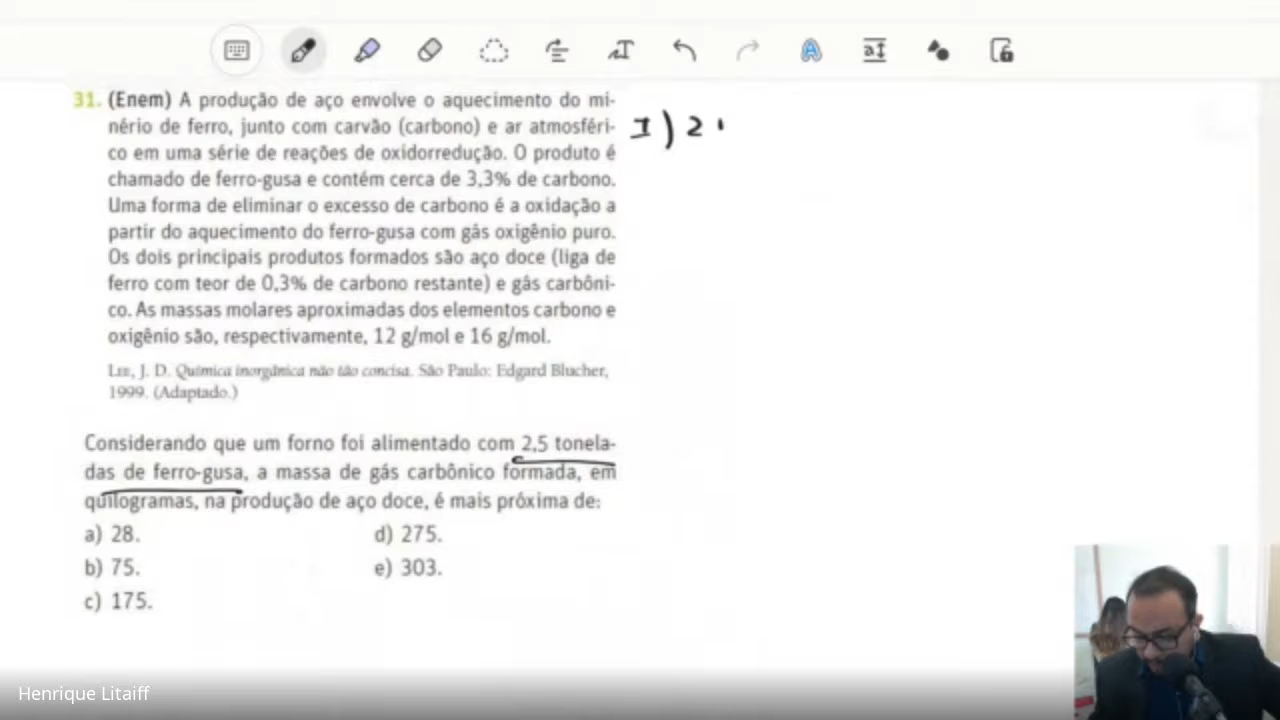 31. (Enem) A produção de aço envolve o aquecimento do mi-
nério de ferro, junto com carvão (carbono) e ar atmosféri-
co em uma série de reações de oxidorredução. O produto é
chamado de ferro-gusa e contém cerca de 3,3% de carbono.
Uma forma de eliminar o excesso de carbono é a oxidação a
partir do aquecimento do ferro-gusa com gás oxigênio puro.
Os dois principais produtos formados são aço doce (liga de
ferro com teor de 0,3% de carbono restante) e gás carbôni-
co. As massas molares aproximadas dos elementos carbono e
oxigênio são, respectivamente, 12 g/mol e 16 g/mol.
LEE, J. D. Química inorgânica não tão concisa. São Paulo: Edgard Blucher,
1999. (Adaptado.)
Considerando que um forno foi alimentado com 2,5 tonela-
das de ferro-gusa, a massa de gás carbônico formada, em
quilogramas, na produção de aço doce, é mais próxima de:
a) 28.
b) 75.
c) 175.
d) 275.
e) 303.
I) 2
Henrique Litaiff